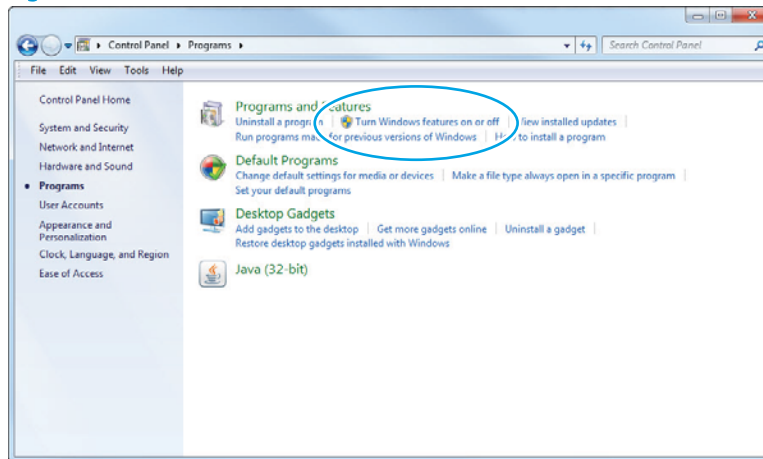 Control Panel ▸ Programs ▸ Search Control Panel
File Edit View Tools Help
Control Panel Home
System and Security
Network and Internet
Hardware and Sound
Programs
User Accounts
Appearance and
Personalization
Clock, Language, and Region
Ease of Access
Programs and Features
Uninstall a program | Turn Windows features on or off | View installed updates |
Run programs made for previous versions of Windows | How to install a program
Default Programs
Change default settings for media or devices | Make a file type always open in a specific program |
Set your default programs
Desktop Gadgets
Add gadgets to the desktop | Get more gadgets online | Uninstall a gadget |
Restore desktop gadgets installed with Windows
Java (32-bit)